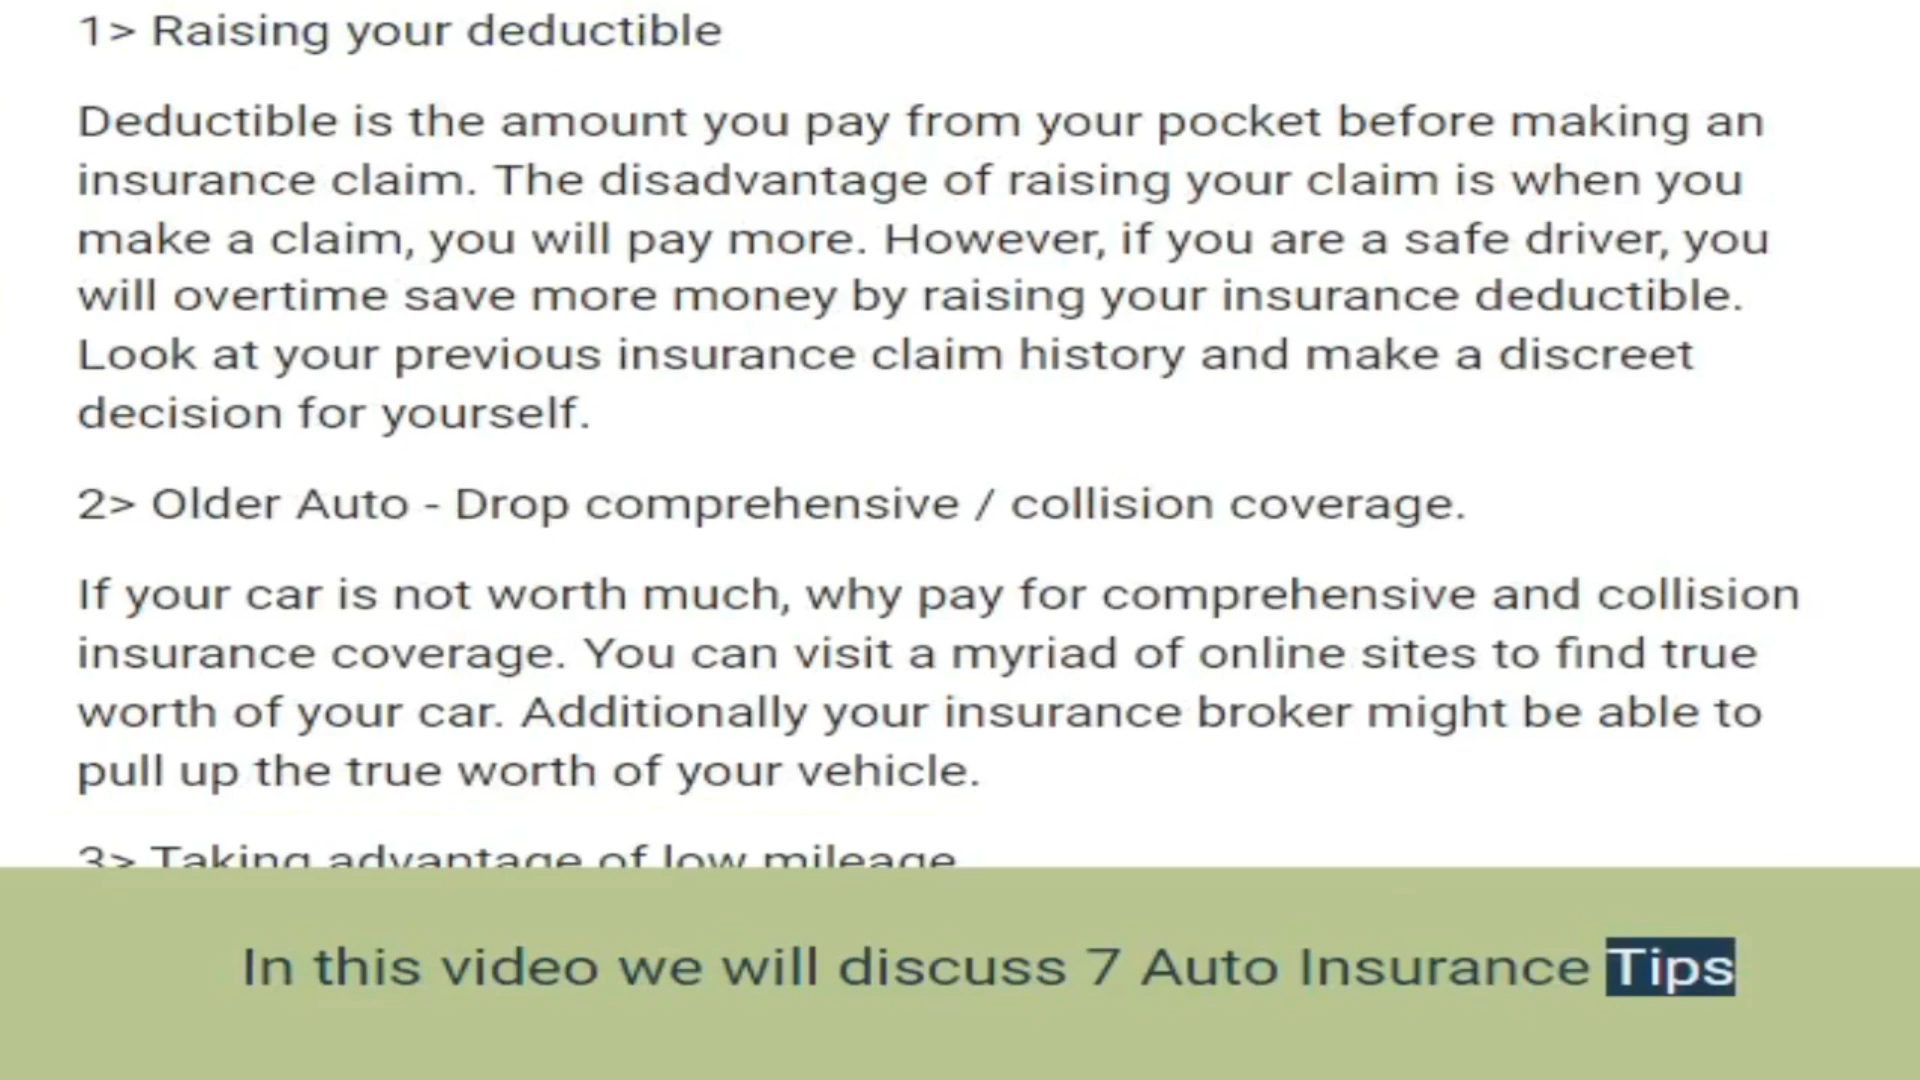 1> Raising your deductible
Deductible is the amount you pay from your pocket before making an
insurance claim. The disadvantage of raising your claim is when you
make a claim, you will pay more. However, if you are a safe driver, you
will overtime save more money by raising your insurance deductible.
Look at your previous insurance claim history and make a discreet
decision for yourself.
2> Older Auto - Drop comprehensive / collision coverage.
If your car is not worth much, why pay for comprehensive and collision
insurance coverage. You can visit a myriad of online sites to find true
worth of your car. Additionally your insurance broker might be able to
pull up the true worth of your vehicle.
3> Taking advantage of low mileage
In this video we will discuss 7 Auto Insurance Tips